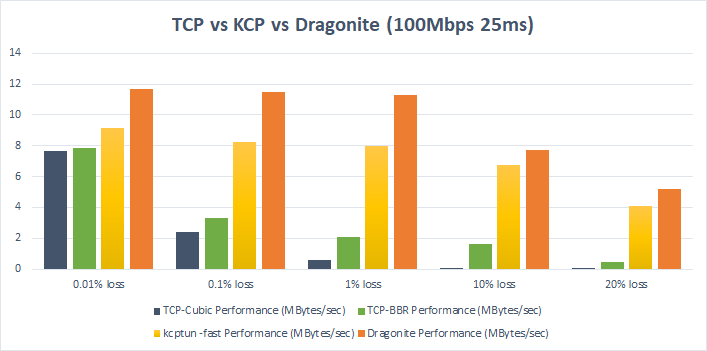 TCP vs KCP vs Dragonite (100Mbps 25ms)
14
12
10
8
6
4
2
0
0.01% loss 0.1% loss 1% loss 10% loss 20% loss
TCP-Cubic Performance (MBytes/sec) TCP-BBR Performance (MBytes/sec)
kcptun -fast Performance (MBytes/sec) Dragonite Performance (MBytes/sec)